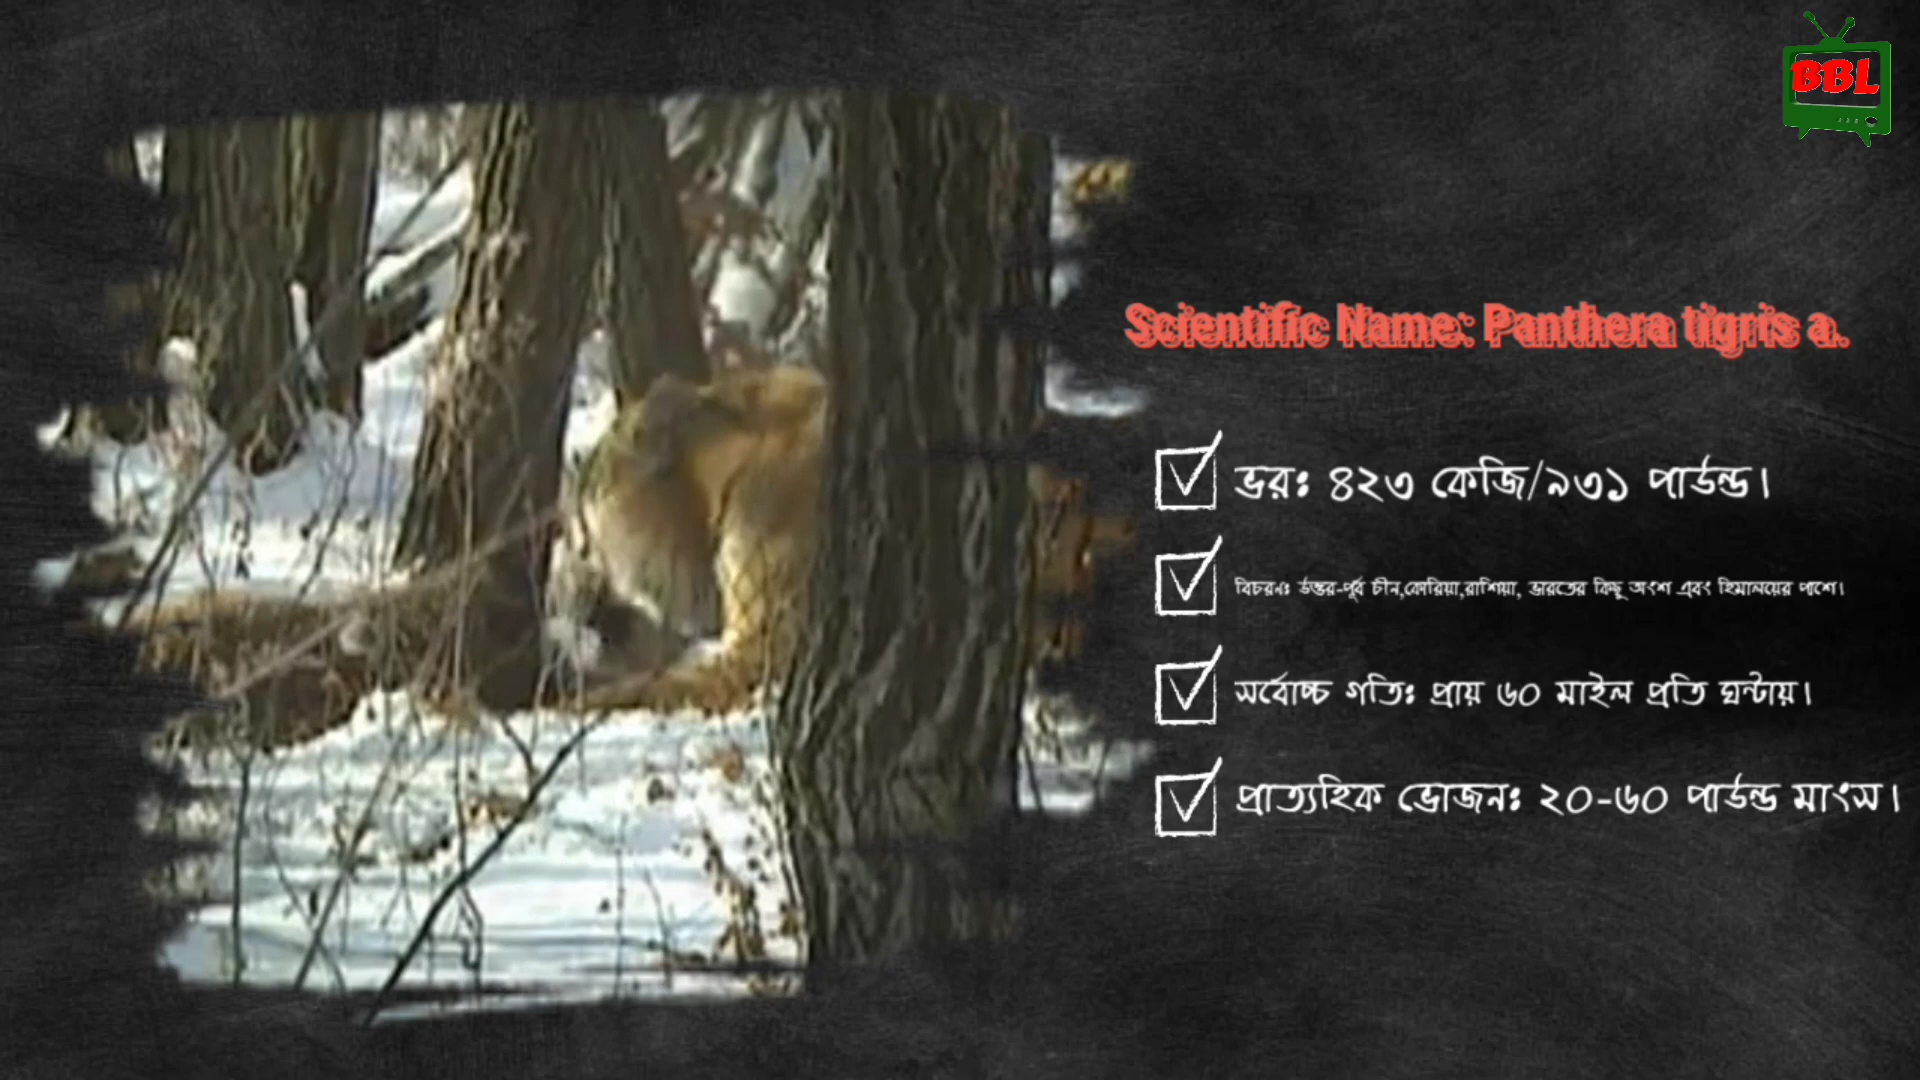 BBL
Scientific Name: Panthera tigris a.
ভরঃ ৪২৩ কেজি/৯৩১ পাউন্ড।
বিচরনঃ উত্তর-পূর্ব চীন,কোরিয়া,রাশিয়া, ভারতের কিছু অংশ এবং হিমালয়ের পাশে।
সর্বোচ্চ গতিঃ প্রায় ৬০ মাইল প্রতি ঘন্টায়।
প্রাত্যহিক ভোজনঃ ২০-৬০ পাউন্ড মাংস।